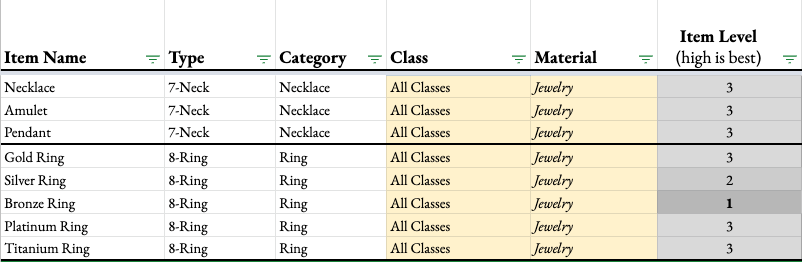 Item Name Type Category Class Material Item Level
(high is best)
Necklace 7-Neck Necklace All Classes Jewelry 3
Amulet 7-Neck Necklace All Classes Jewelry 3
Pendant 7-Neck Necklace All Classes Jewelry 3
Gold Ring 8-Ring Ring All Classes Jewelry 3
Silver Ring 8-Ring Ring All Classes Jewelry 2
Bronze Ring 8-Ring Ring All Classes Jewelry 1
Platinum Ring 8-Ring Ring All Classes Jewelry 3
Titanium Ring 8-Ring Ring All Classes Jewelry 3